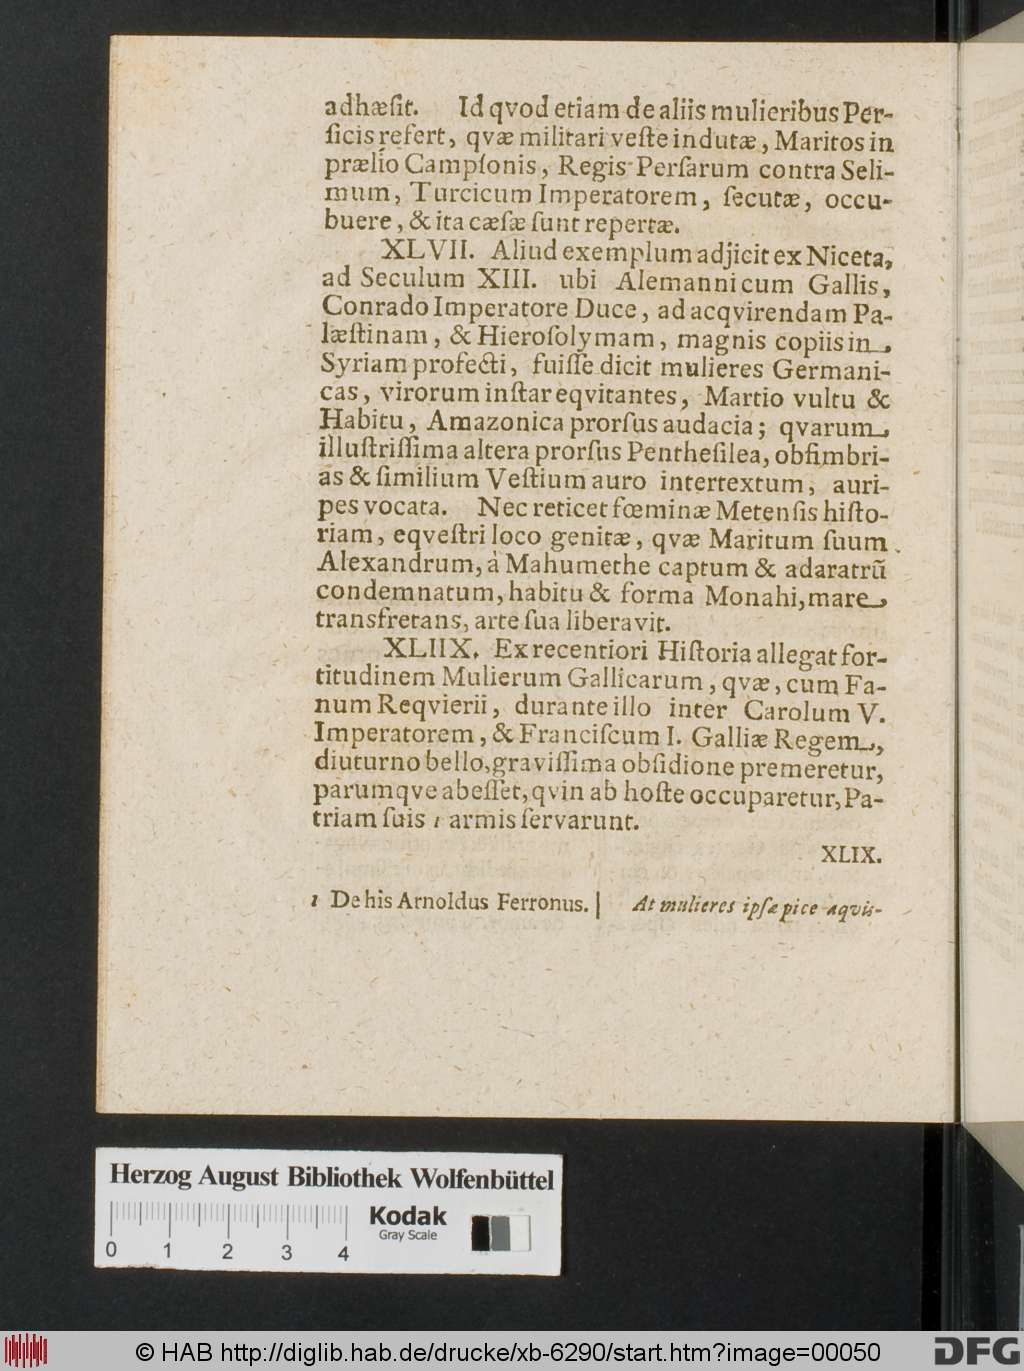 adhæſit. Id qvod etiam de aliis mulieribus Per-
ſicis refert, qvæ militari veſte indutæ, Maritos in
prælio Campſonis, Regis Perſarum contra Seli-
mum, Turcicum Imperatorem, ſecutæ, occu-
buere, & ita cæſæ ſunt repertæ.
XLVII. Aliud exemplum adjicit ex Niceta,
ad Seculum XIII. ubi Alemanni cum Gallis,
Conrado Imperatore Duce, ad acqvirendam Pa-
læſtinam, & Hieroſolymam, magnis copiis in
Syriam profecti, fuiſſe dicit mulieres Germani-
cas, virorum inſtar eqvitantes, Martio vultu &
Habitu, Amazonica prorſus audacia; qvarum
illuſtriſſima altera prorſus Pentheſilea, ob fimbri-
as & ſimilium Veſtium auro intertextum, auri-
pes vocata. Nec reticet fœminæ Metenſis hiſto-
riam, eqveſtri loco genitæ, qvæ Maritum ſuum
Alexandrum, à Mahumethe captum & ad aratrũ
condemnatum, habitu & forma Monahi, mare
transfretans, arte ſua liberavit.
XLIIX. Ex recentiori Hiſtoria allegat for-
titudinem Mulierum Gallicarum, qvæ, cum Fa-
num Reqvierii, durante illo inter Carolum V.
Imperatorem, & Franciſcum I. Galliæ Regem,
diuturno bello, graviſſima obſidione premeretur,
parumqve abeſſet, qvin ab hoſte occuparetur, Pa-
triam ſuis 1 armis ſervarunt.
XLIX.
1 De his Arnoldus Ferronus. | At mulieres ipſæ pice aqvis-
Herzog August Bibliothek Wolfenbüttel
Kodak
Gray Scale
0 1 2 3 4
© HAB http://diglib.hab.de/drucke/xb-6290/start.htm?image=00050
DFG